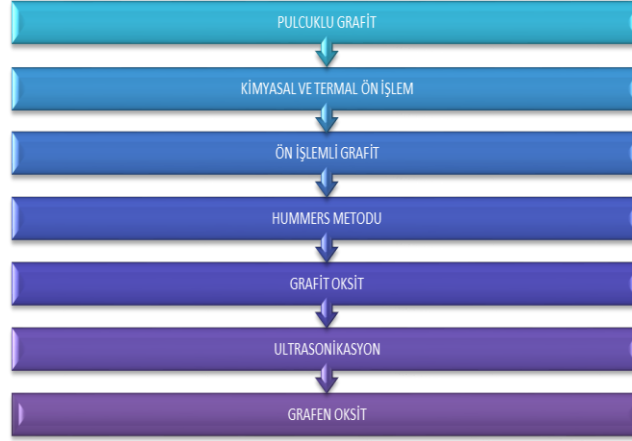 PULCUKLU GRAFİT
KİMYASAL VE TERMAL ÖN İŞLEM
ÖN İŞLEMLİ GRAFİT
HUMMERS METODU
GRAFİT OKSİT
ULTRASONİKASYON
GRAFEN OKSİT